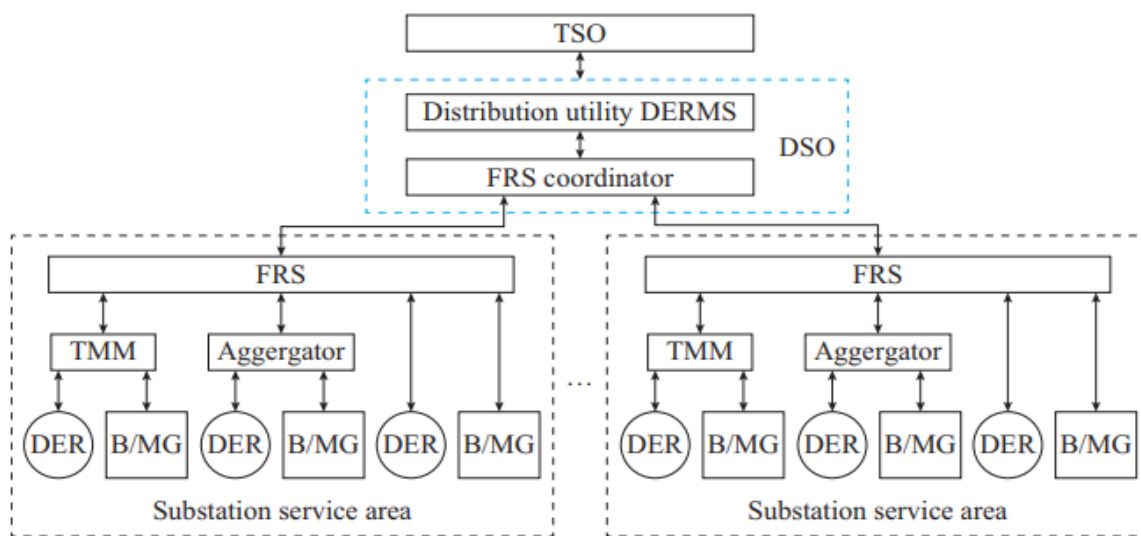 TSO
Distribution utility DERMS
DSO
FRS coordinator
FRS
FRS
TMM
Aggergator
TMM
Aggergator
...
DER
B/MG
DER
B/MG
DER
B/MG
DER
B/MG
DER
B/MG
DER
B/MG
Substation service area
Substation service area